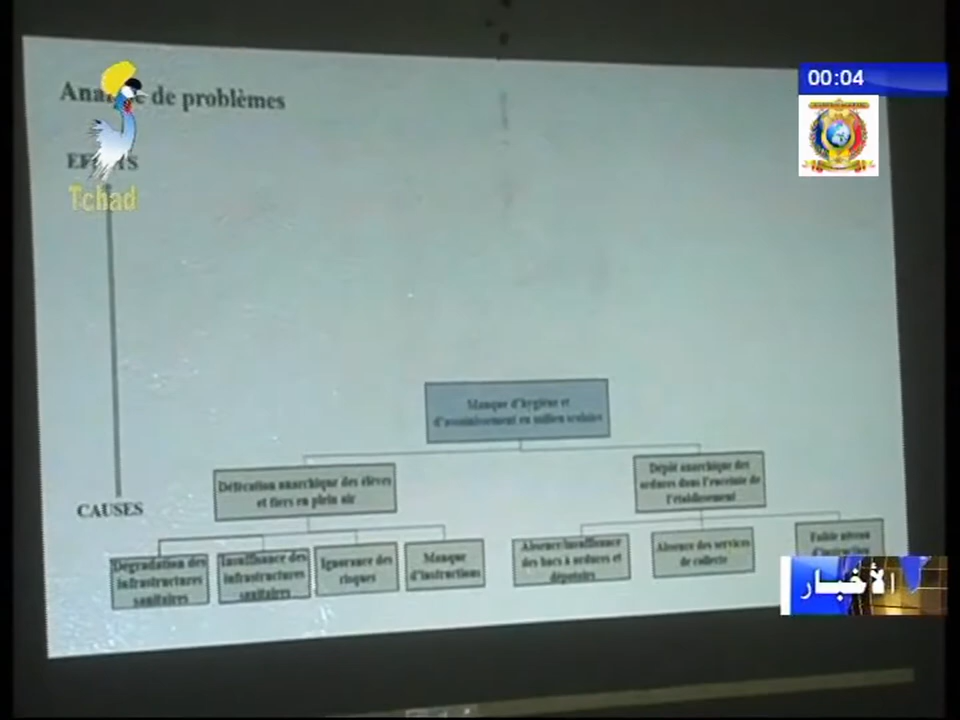 00:04
Analyse de problèmes
EFFETS
Tchad
Manque d'hygiène et
d'assainissement en milieu scolaire
Défécation anarchique des élèves
et tiers en plein air
Dépôt anarchique des
ordures dans l'enceinte de
l'établissement
CAUSES
Dégradation des
infrastructures
sanitaires
Insuffisance des
infrastructures
sanitaires
Ignorance des
risques
Manque
d'instructions
Absence/insuffisance
des bacs à ordures et
dépotoirs
Absence des services
de collecte
Faible niveau
d'instruction
الأخبار